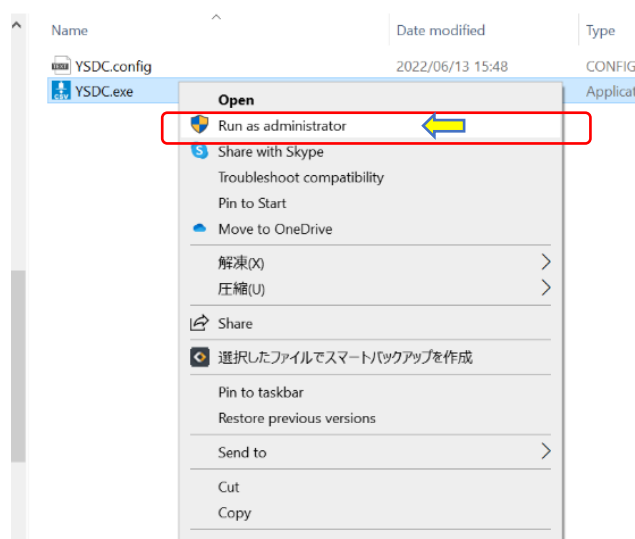 Name Date modified Type
YSDC.config 2022/06/13 15:48 CONFIG
YSDC.exe Applicat
Open
Run as administrator
Share with Skype
Troubleshoot compatibility
Pin to Start
Move to OneDrive
解凍(X)
圧縮(U)
Share
選択したファイルでスマートバックアップを作成
Pin to taskbar
Restore previous versions
Send to
Cut
Copy